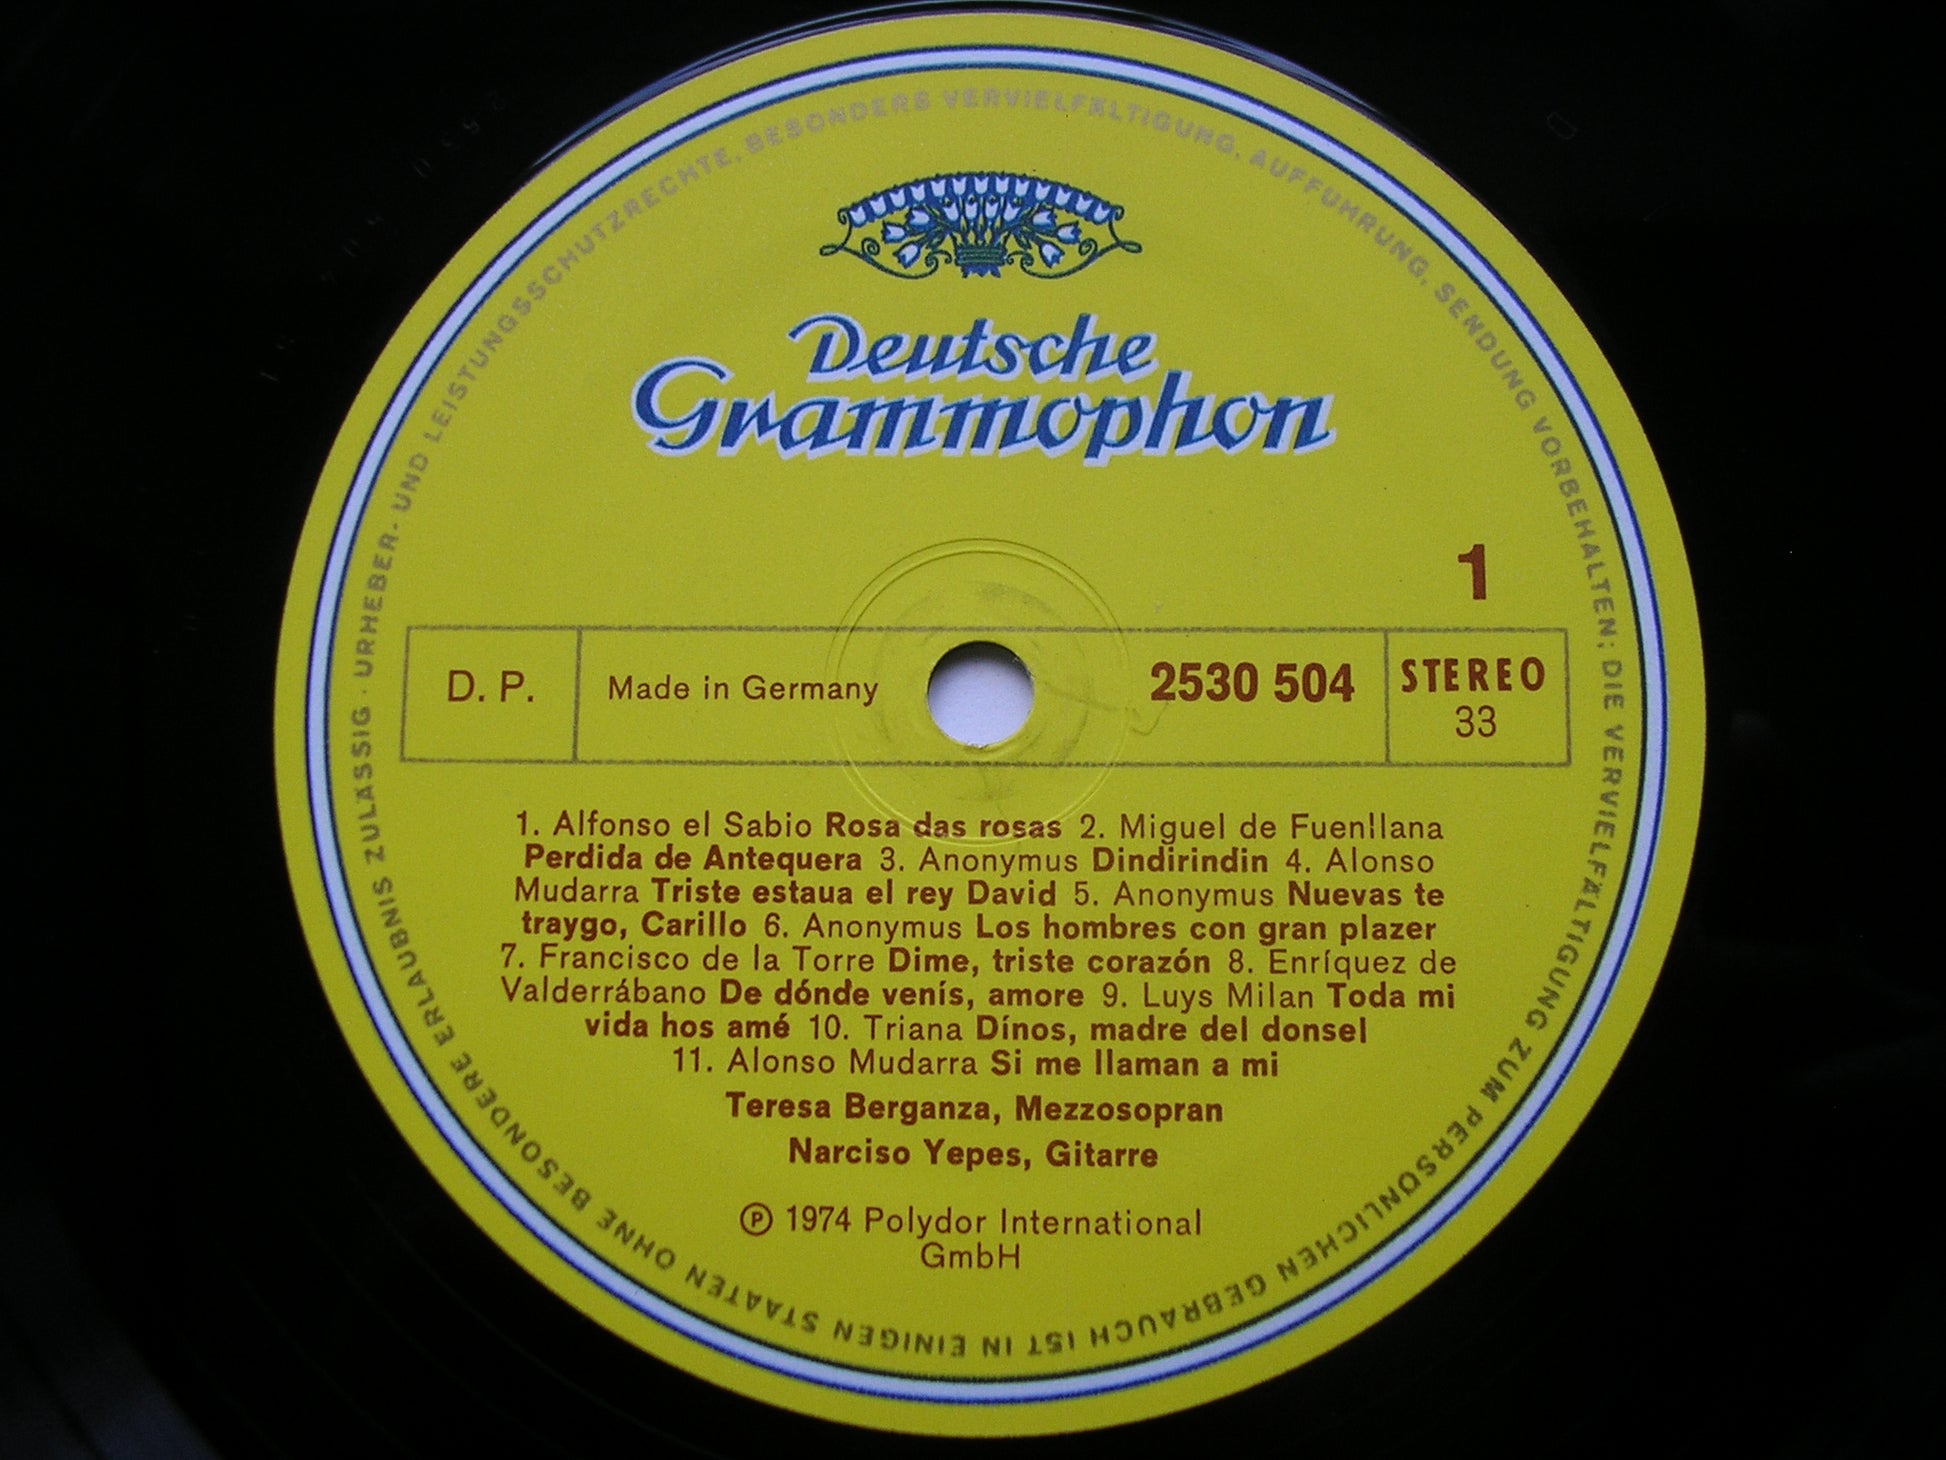 Deutsche
Grammophon
1
D. P.
Made in Germany
2530 504
STEREO
33
1. Alfonso el Sabio Rosa das rosas 2. Miguel de Fuenllana
Perdida de Antequera 3. Anonymus Dindirindin 4. Alonso
Mudarra Triste estaua el rey David 5. Anonymus Nuevas te
traygo, Carillo 6. Anonymus Los hombres con gran plazer
7. Francisco de la Torre Dime, triste corazón 8. Enríquez de
Valderrábano De dónde venís, amore 9. Luys Milan Toda mi
vida hos amé 10. Triana Dínos, madre del donsel
11. Alonso Mudarra Si me llaman a mi
Teresa Berganza, Mezzosopran
Narciso Yepes, Gitarre
℗ 1974 Polydor International
GmbH
URHEBER- UND LEISTUNGSSCHUTZRECHTE, BESONDERS VERVIELFÄLTIGUNG, AUFFÜHRUNG, SENDUNG VORBEHALTEN; DIE VERVIELFÄLTIGUNG ZUM PERSÖNLICHEN GEBRAUCH IST IN EINIGEN STAATEN OHNE BESONDERE ERLAUBNIS ZULÄSSIG ·